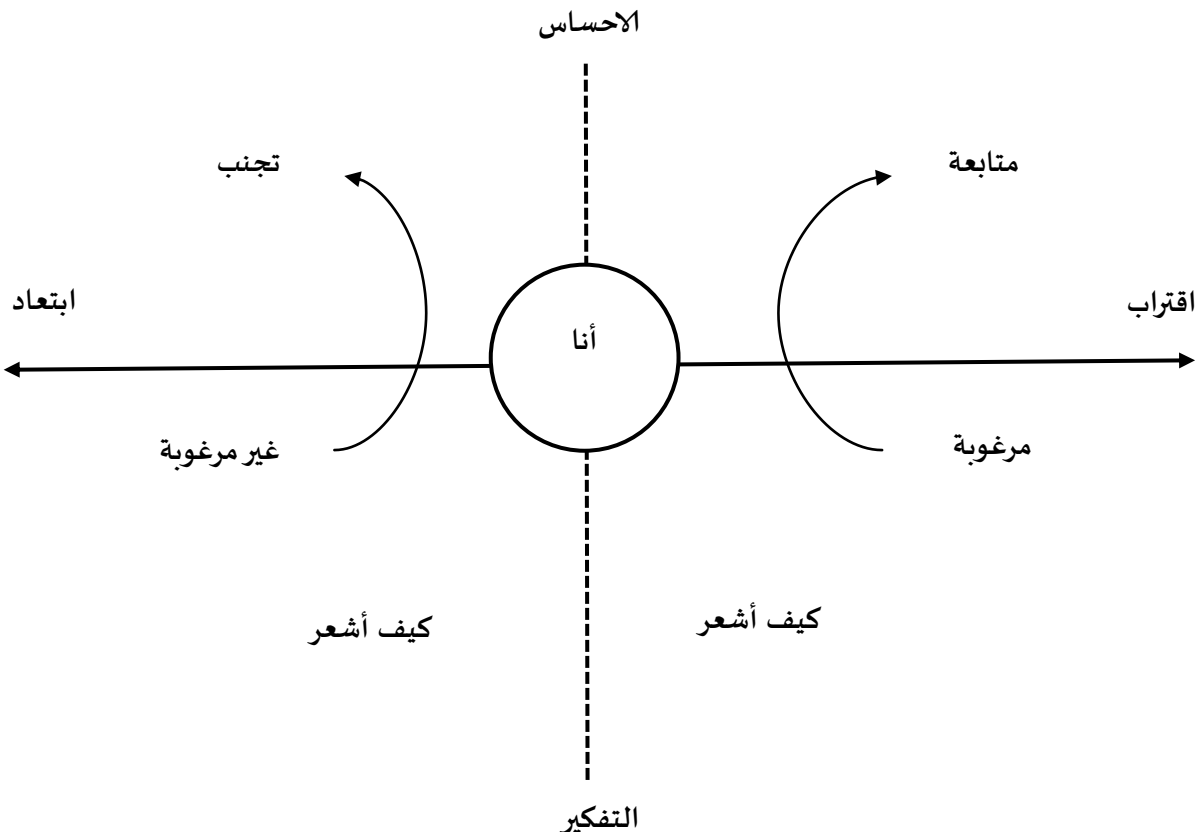 الاحساس
متابعة
تجنب
اقتراب
ابتعاد
أنا
مرغوبة
غير مرغوبة
كيف أشعر
كيف أشعر
التفكير